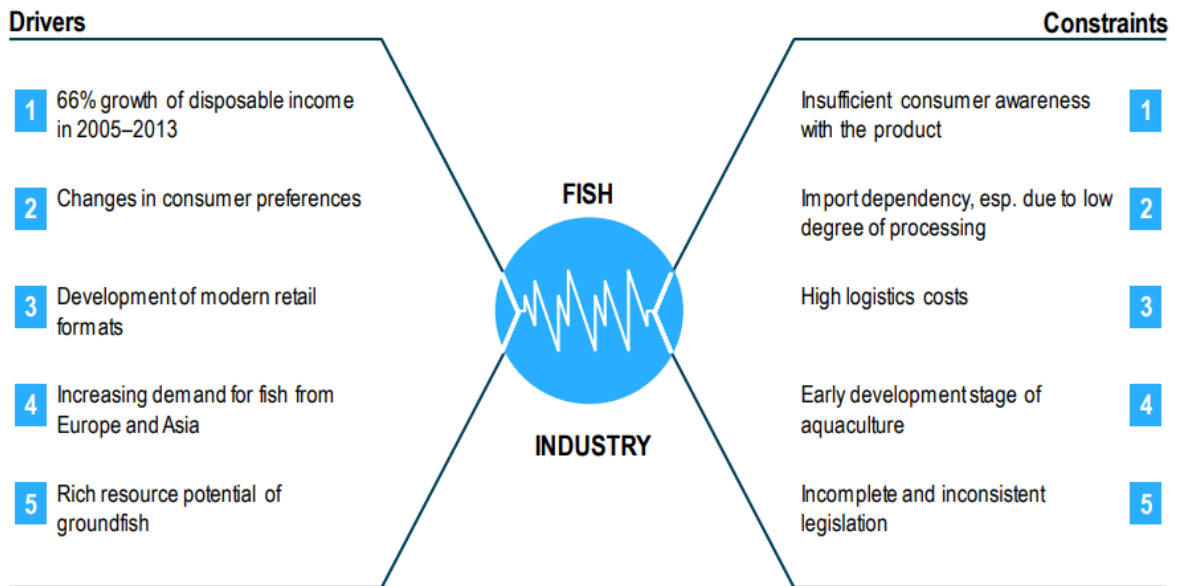 Drivers
1
66% growth of disposable income
in 2005–2013
2
Changes in consumer preferences
3
Development of modern retail
formats
4
Increasing demand for fish from
Europe and Asia
5
Rich resource potential of
groundfish
FISH
INDUSTRY
Constraints
Insufficient consumer awareness
with the product
1
Import dependency, esp. due to low
degree of processing
2
High logistics costs
3
Early development stage of
aquaculture
4
Incomplete and inconsistent
legislation
5